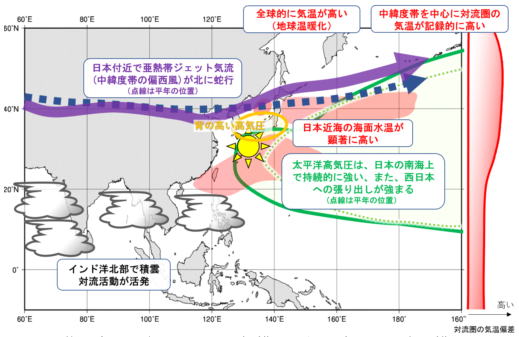 全球的に気温が高い
（地球温暖化）
中緯度帯を中心に対流圏の
気温が記録的に高い
60°N
日本付近で亜熱帯ジェット気流
（中緯度帯の偏西風）が北に蛇行
（点線は平年の位置）
40°N
背の高い高気圧
日本近海の海面水温が
顕著に高い
太平洋高気圧は、日本の南海上
で持続的に強い、また、西日本
への張り出しが強まる
（点線は平年の位置）
20°N
インド洋北部で積雲
対流活動が活発
0°
高い
60°E
80°E
100°E
120°E
140°E
160°E
180°
対流圏の気温偏差